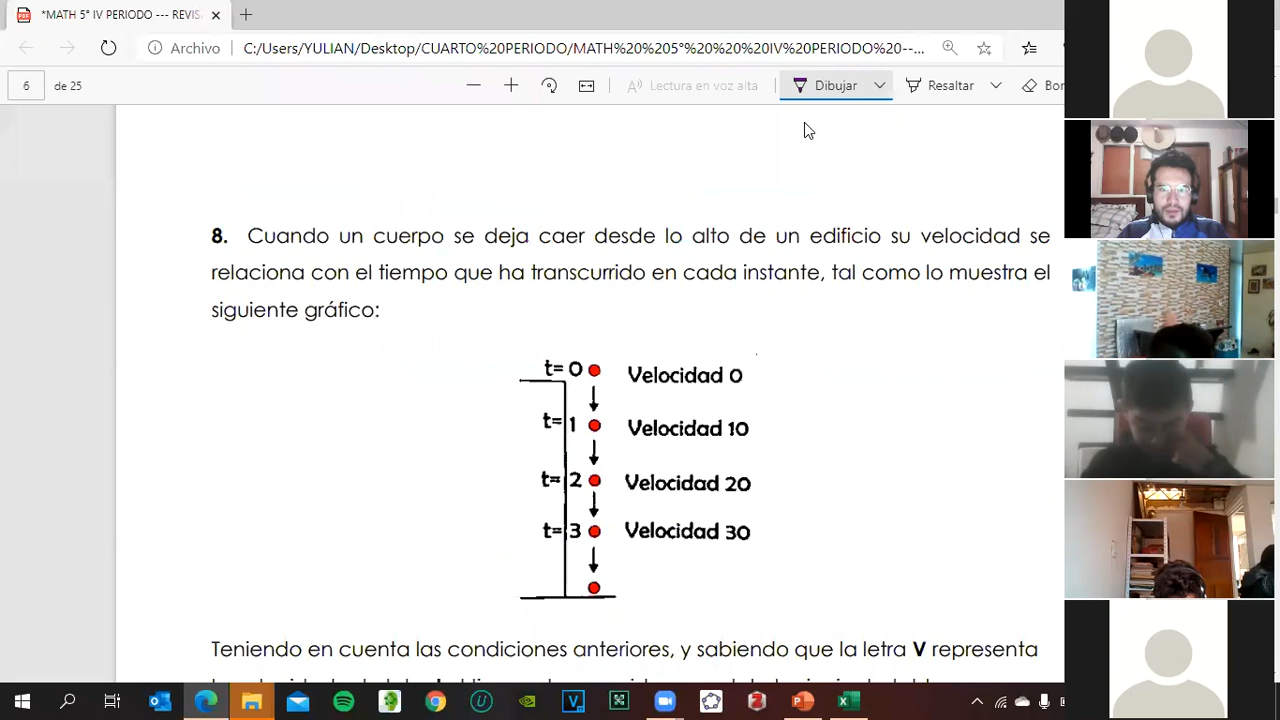 *MATH 5° IV PERIODO --- REVIS
Archivo
C:/Users/YULIAN/Desktop/CUARTO%20PERIODO/MATH%20%205°%20%20%20IV%20PERIODO%20--...
6
de 25
Lectura en voz alta
Dibujar
Resaltar
Bor
8. Cuando un cuerpo se deja caer desde lo alto de un edificio su velocidad se
relaciona con el tiempo que ha transcurrido en cada instante, tal como lo muestra el
siguiente gráfico:
t= 0 Velocidad 0
t= 1 Velocidad 10
t= 2 Velocidad 20
t= 3 Velocidad 30
Teniendo en cuenta las condiciones anteriores, y sabiendo que la letra V representa